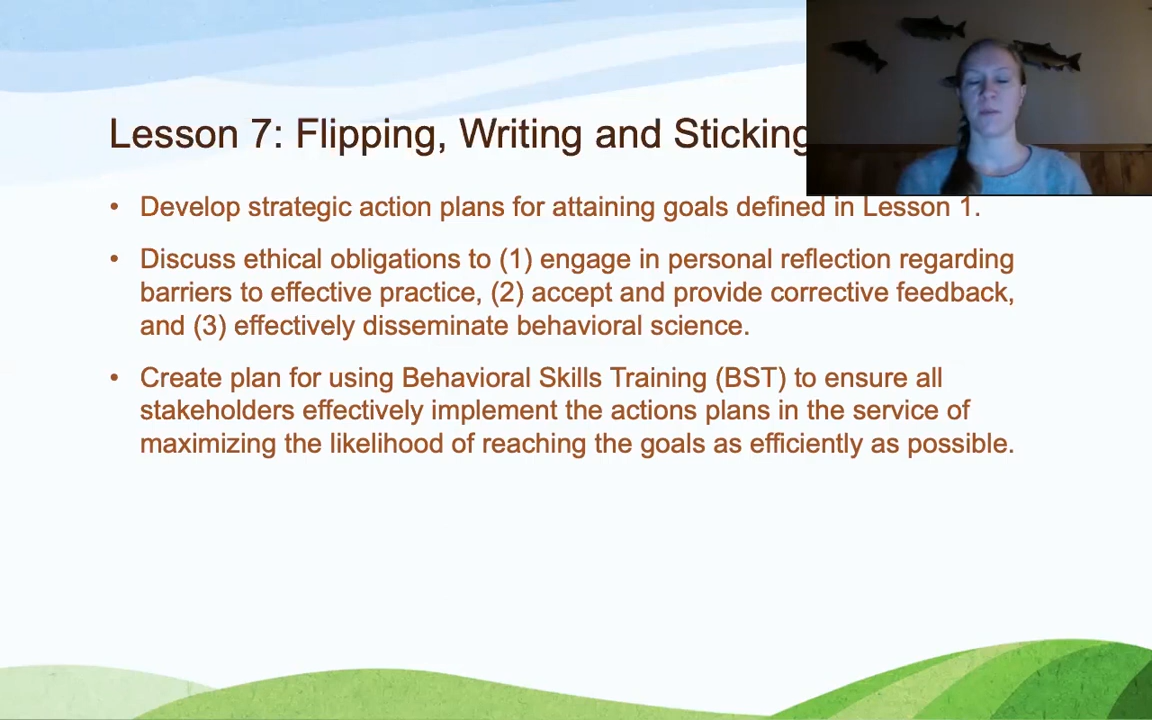 Lesson 7: Flipping, Writing and Sticking
• Develop strategic action plans for attaining goals defined in Lesson 1.
• Discuss ethical obligations to (1) engage in personal reflection regarding
barriers to effective practice, (2) accept and provide corrective feedback,
and (3) effectively disseminate behavioral science.
• Create plan for using Behavioral Skills Training (BST) to ensure all
stakeholders effectively implement the actions plans in the service of
maximizing the likelihood of reaching the goals as efficiently as possible.